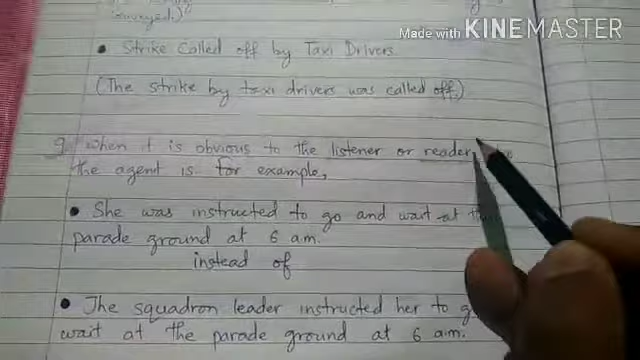 surveyed.)
Made with KINEMASTER
• Strike Called off by Taxi Drivers.
(The strike by taxi drivers was called off.)
9 When it is obvious to the listener or reader
the agent is for example,
• She was instructed to go and wait at
parade ground at 6 a.m.
instead of
• The squadron leader instructed her to
wait at the parade ground at 6 a.m.